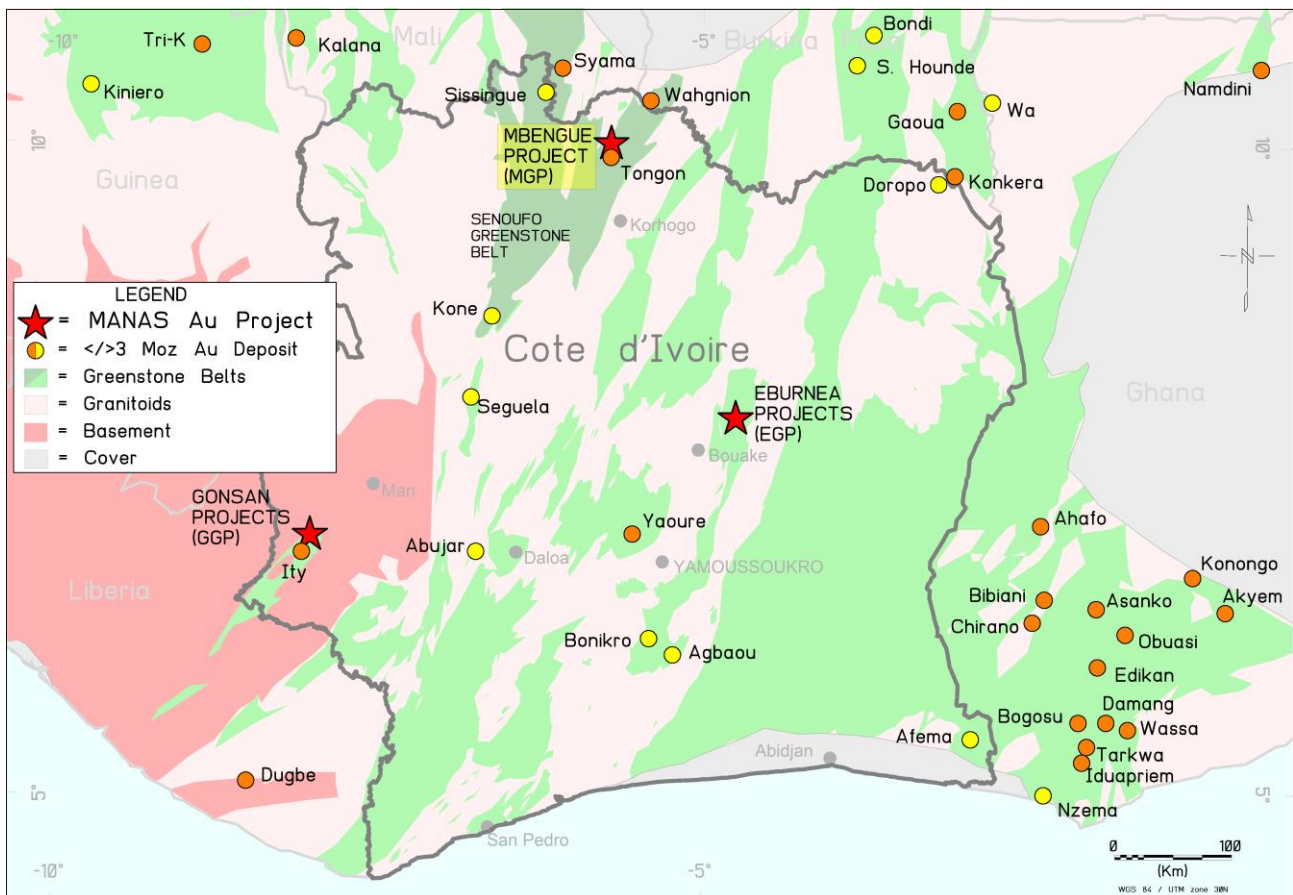 -10°
-5°
Bondi
Tri-K
Kalana
Mali
Burkina Faso
Syama
S. Hounde
Kiniero
Sissingue
Wahgnion
Namdini
Gaoua
Wa
10°
MBENGUE
PROJECT
(MGP)
10°
Tongon
Guinea
Doropo
Konkera
SENOUFO
GREENSTONE
BELT
Korhogo
N
LEGEND
= MANAS Au Project
= </>3 Moz Au Deposit
= Greenstone Belts
= Granitoids
= Basement
= Cover
Kone
Cote d'Ivoire
Ghana
Seguela
EBURNEA
PROJECTS
(EGP)
Bouake
Man
GONSAN
PROJECTS
(GGP)
Ity
Yaoure
Ahafo
Abujar
Daloa
YAMOUSSOUKRO
Konongo
Liberia
Bibiani
Asanko
Akyem
Chirano
Obuasi
Bonikro
Agbaou
Edikan
Bogosu
Damang
Wassa
Afema
Tarkwa
Iduapriem
Abidjan
Dugbe
5°
5°
Nzema
San Pedro
0 100
(Km)
-10°
-5°
WGS 84 / UTM zone 30N